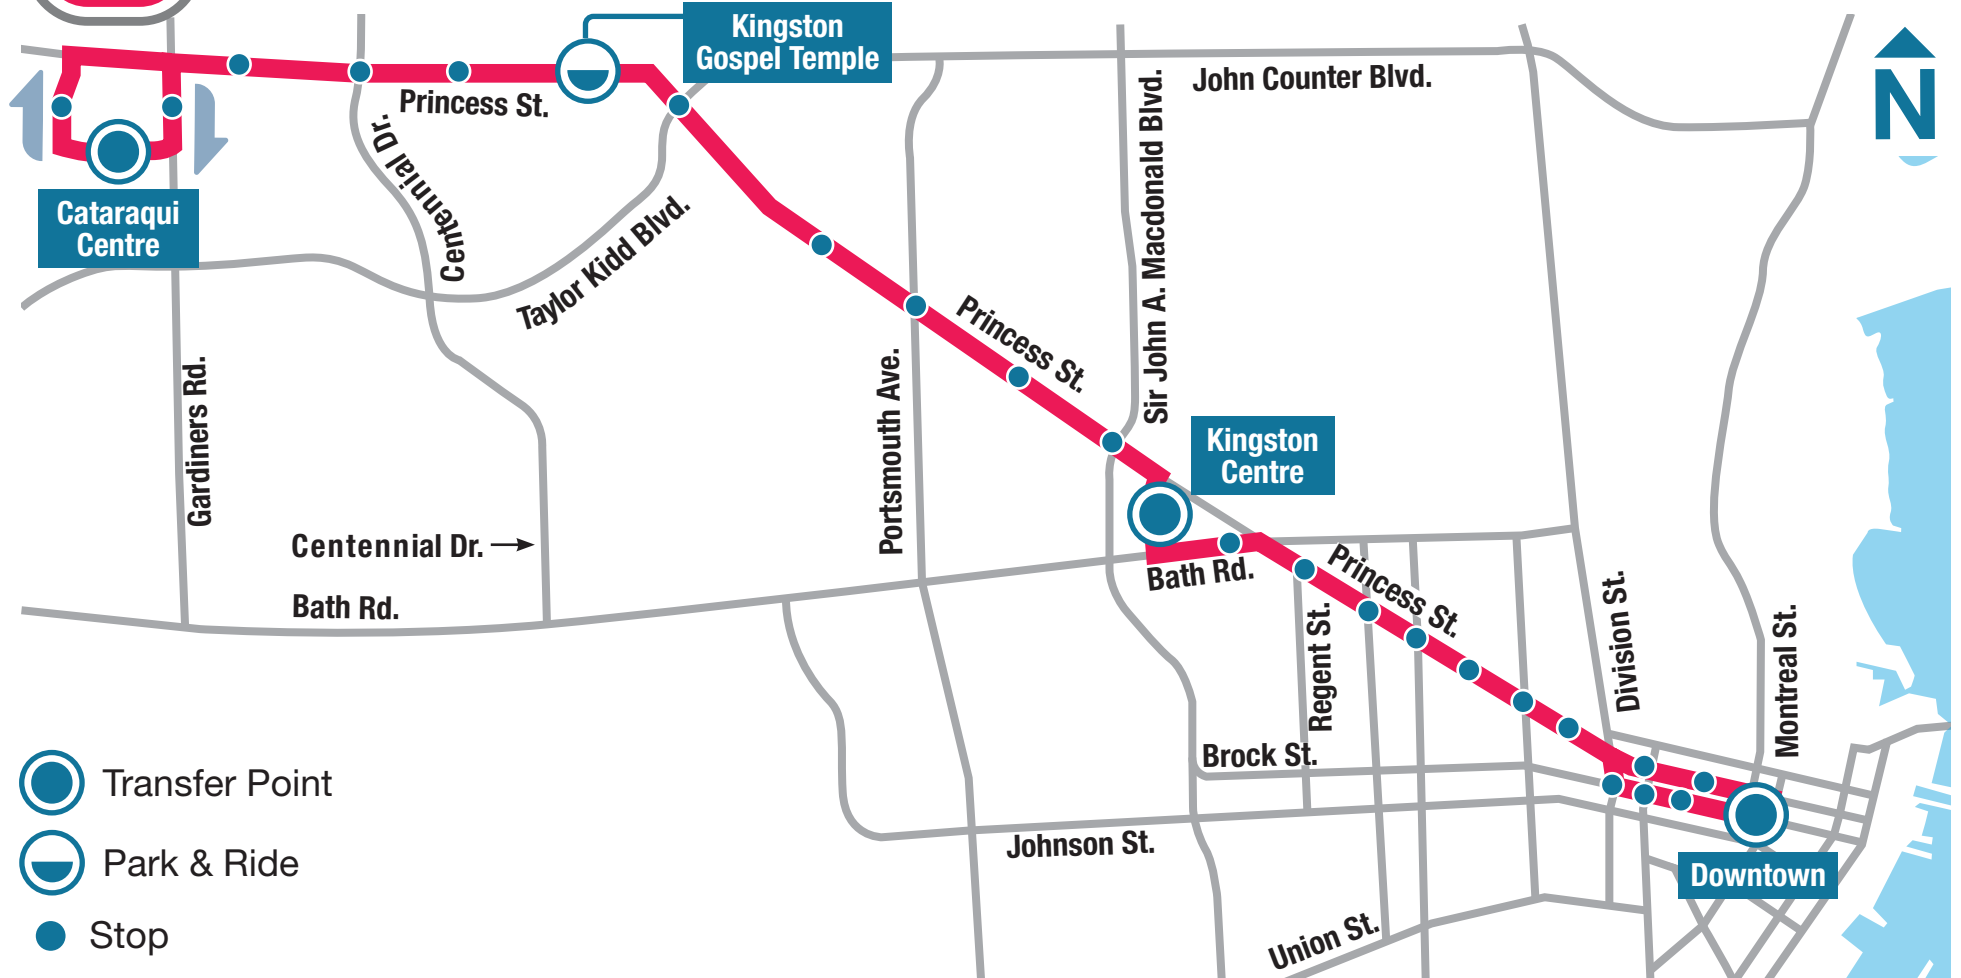 Kingston
Gospel Temple
John Counter Blvd.
N
Princess St.
Centennial Dr.
Sir John A. Macdonald Blvd.
Cataraqui
Centre
Taylor Kidd Blvd.
Princess St.
Portsmouth Ave.
Gardiners Rd.
Kingston
Centre
Centennial Dr.
Bath Rd.
Bath Rd.
Princess St.
Regent St.
Division St.
Montreal St.
Brock St.
Transfer Point
Johnson St.
Park & Ride
Downtown
Stop
Union St.